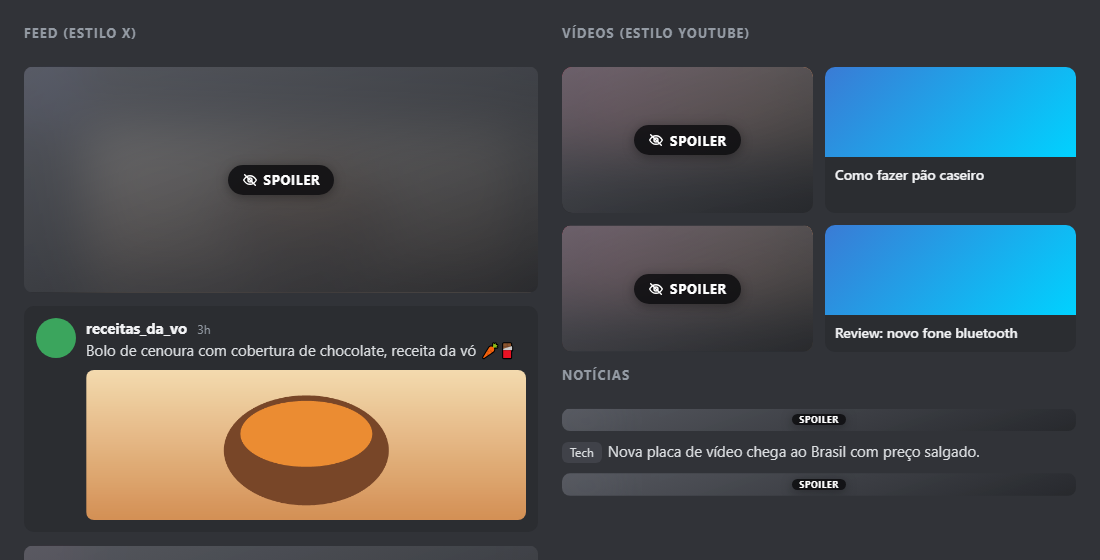 FEED (ESTILO X)
SPOILER
receitas_da_vo 3h
Bolo de cenoura com cobertura de chocolate, receita da vó 🥕🍫
VÍDEOS (ESTILO YOUTUBE)
SPOILER
Como fazer pão caseiro
SPOILER
Review: novo fone bluetooth
NOTÍCIAS
SPOILER
Tech Nova placa de vídeo chega ao Brasil com preço salgado.
SPOILER